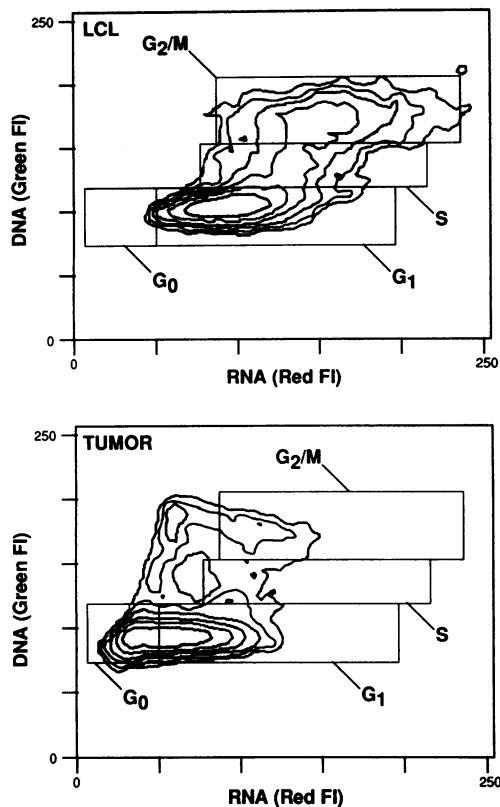 250
LCL
G2/M
DNA (Green Fl)
S
G0
G1
0
0
250
RNA (Red Fl)
250
TUMOR
G2/M
DNA (Green Fl)
S
G0
G1
0
0
250
RNA (Red Fl)